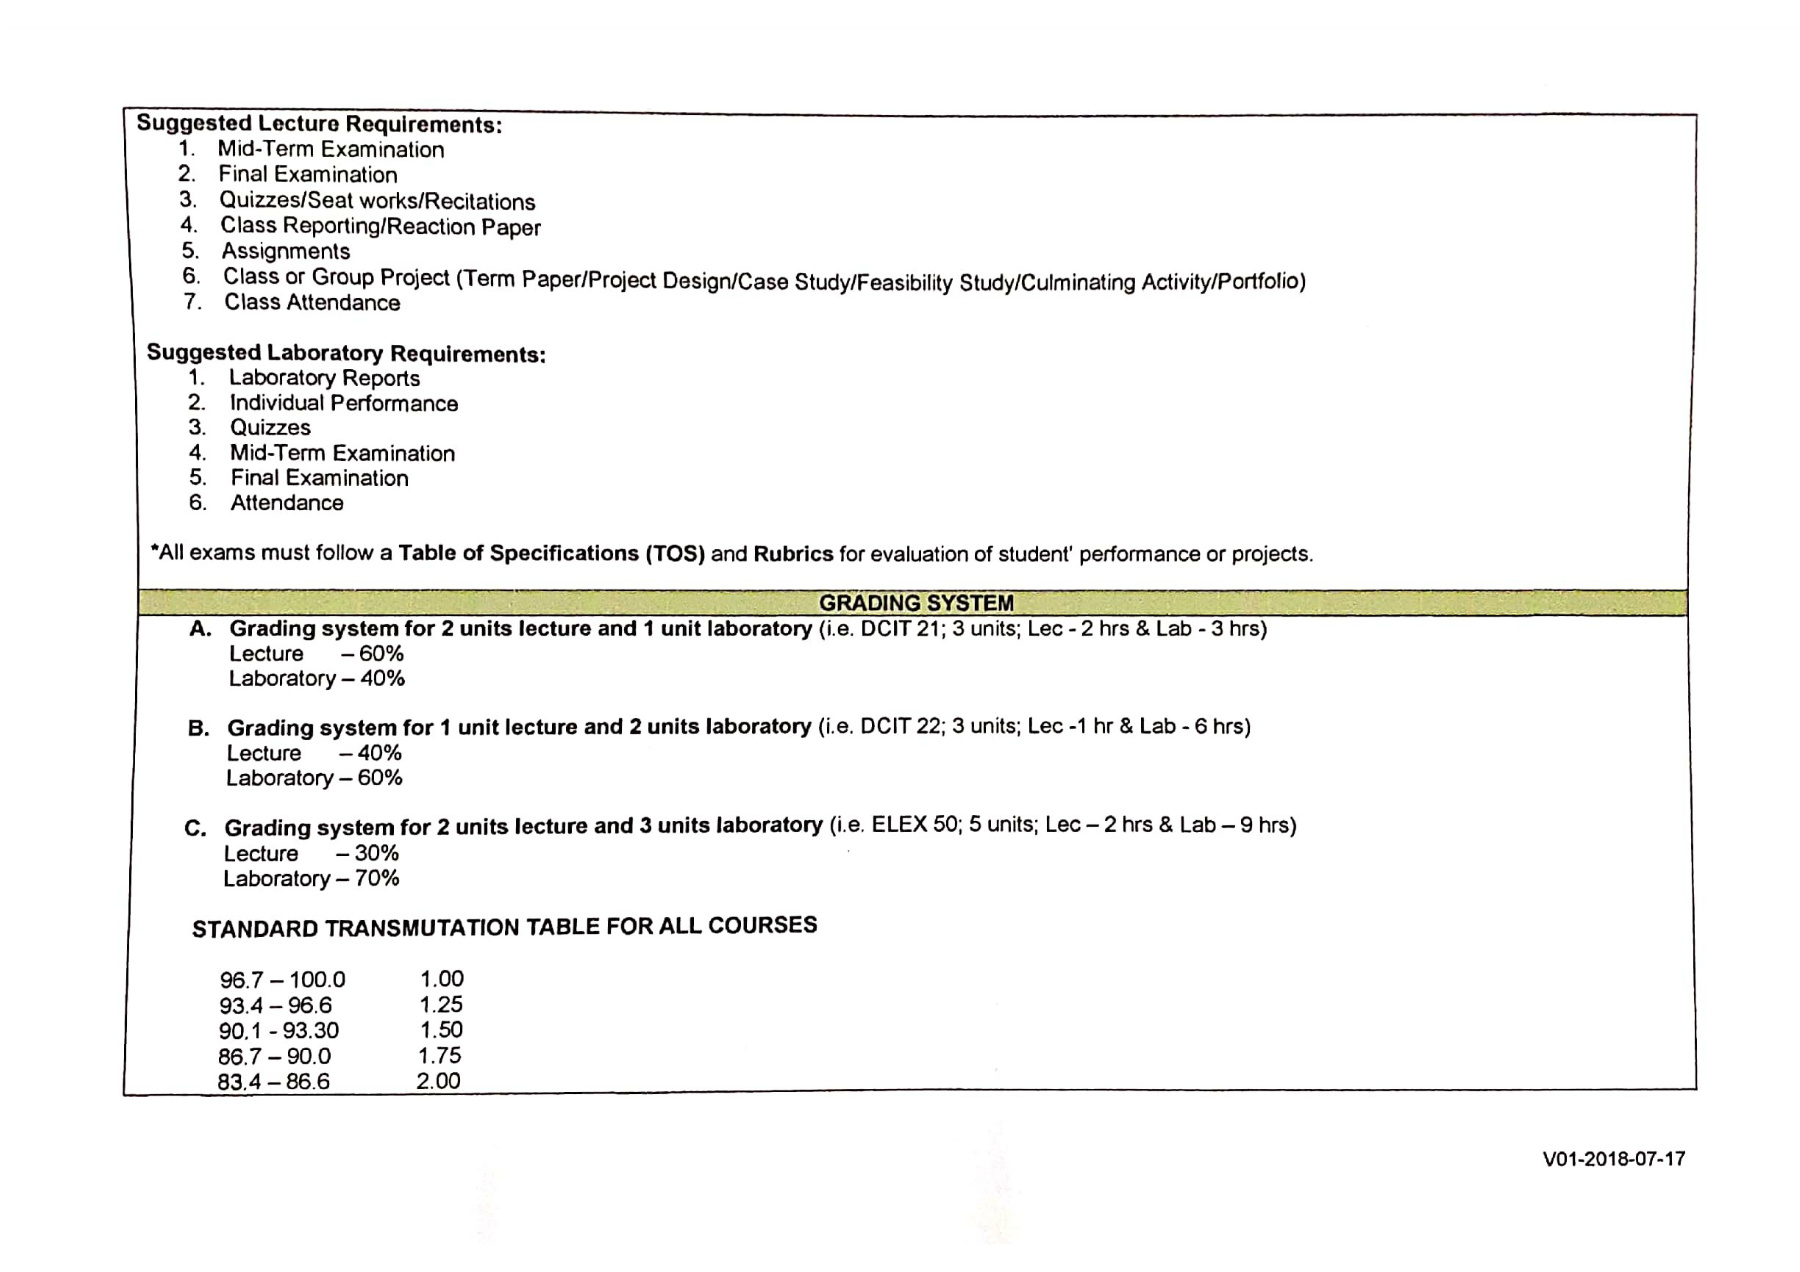 Suggested Lecture Requirements:
1. Mid-Term Examination
2. Final Examination
3. Quizzes/Seat works/Recitations
4. Class Reporting/Reaction Paper
5. Assignments
6. Class or Group Project (Term Paper/Project Design/Case Study/Feasibility Study/Culminating Activity/Portfolio)
7. Class Attendance
Suggested Laboratory Requirements:
1. Laboratory Reports
2. Individual Performance
3. Quizzes
4. Mid-Term Examination
5. Final Examination
6. Attendance
*All exams must follow a Table of Specifications (TOS) and Rubrics for evaluation of student' performance or projects.
GRADING SYSTEM
A. Grading system for 2 units lecture and 1 unit laboratory (i.e. DCIT 21; 3 units; Lec - 2 hrs & Lab - 3 hrs)
Lecture – 60%
Laboratory – 40%
B. Grading system for 1 unit lecture and 2 units laboratory (i.e. DCIT 22; 3 units; Lec -1 hr & Lab - 6 hrs)
Lecture – 40%
Laboratory – 60%
C. Grading system for 2 units lecture and 3 units laboratory (i.e. ELEX 50; 5 units; Lec – 2 hrs & Lab – 9 hrs)
Lecture – 30%
Laboratory – 70%
STANDARD TRANSMUTATION TABLE FOR ALL COURSES
96.7 – 100.0 1.00
93.4 – 96.6 1.25
90.1 - 93.30 1.50
86.7 – 90.0 1.75
83.4 – 86.6 2.00
V01-2018-07-17